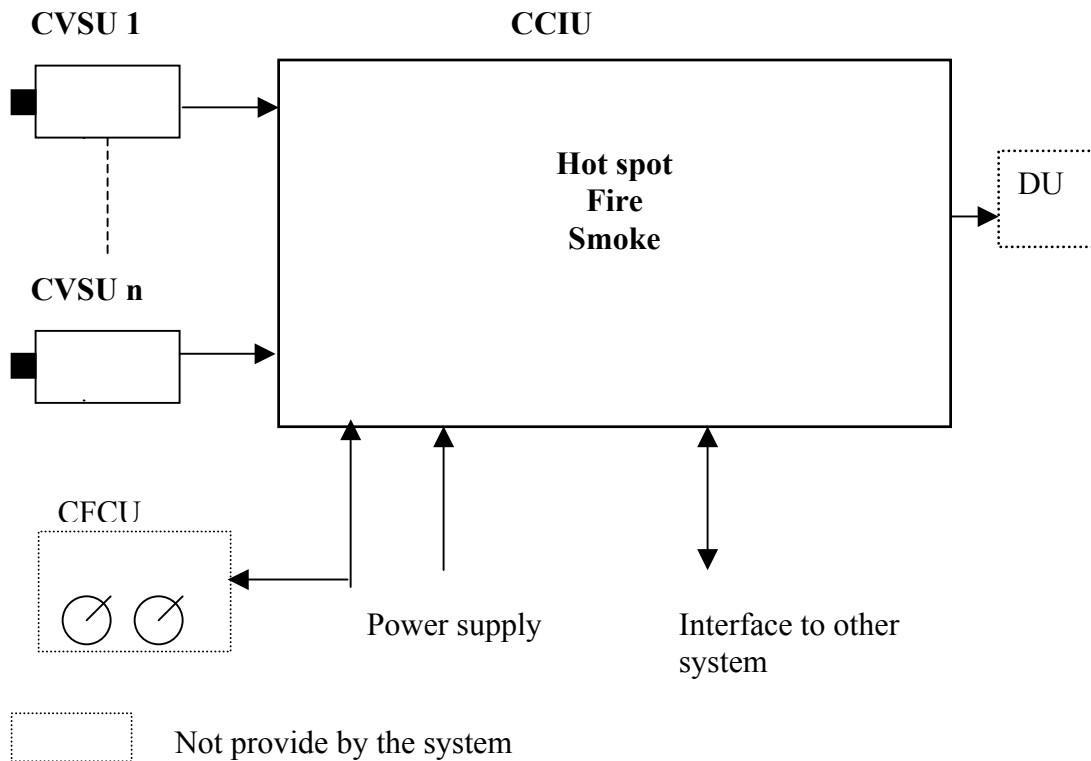 CVSU 1
CCIU
Hot spot
Fire
Smoke
DU
CVSU n
CFCU
Power supply
Interface to other
system
Not provide by the system